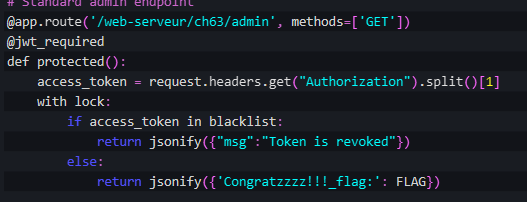 # Standard admin endpoint
@app.route('/web-serveur/ch63/admin', methods=['GET'])
@jwt_required
def protected():
    access_token = request.headers.get("Authorization").split()[1]
    with lock:
        if access_token in blacklist:
            return jsonify({"msg":"Token is revoked"})
        else:
            return jsonify({'Congratzzzz!!!_flag:': FLAG})